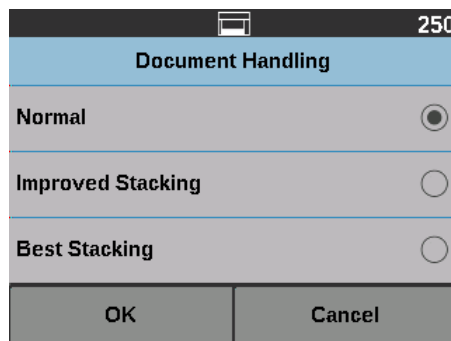 250
Document Handling
Normal
Improved Stacking
Best Stacking
OK
Cancel